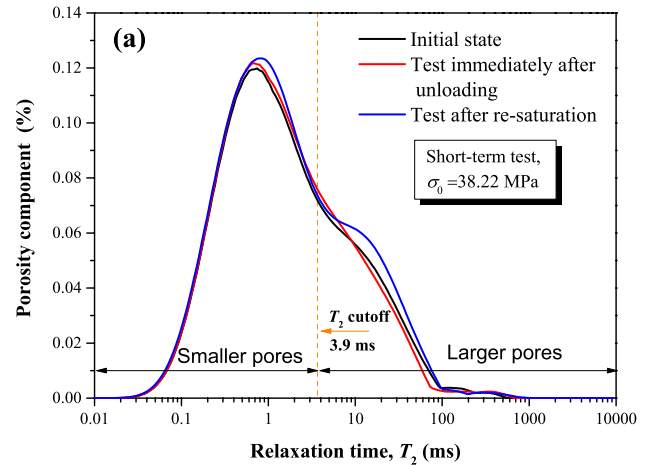 (a)
Initial state
Test immediately after
unloading
Test after re-saturation
Short-term test,
σ₀=38.22 MPa
T₂ cutoff
3.9 ms
Smaller pores
Larger pores
Porosity component (%)
0.14
0.12
0.10
0.08
0.06
0.04
0.02
0.00
0.01 0.1 1 10 100 1000 10000
Relaxation time, T₂ (ms)